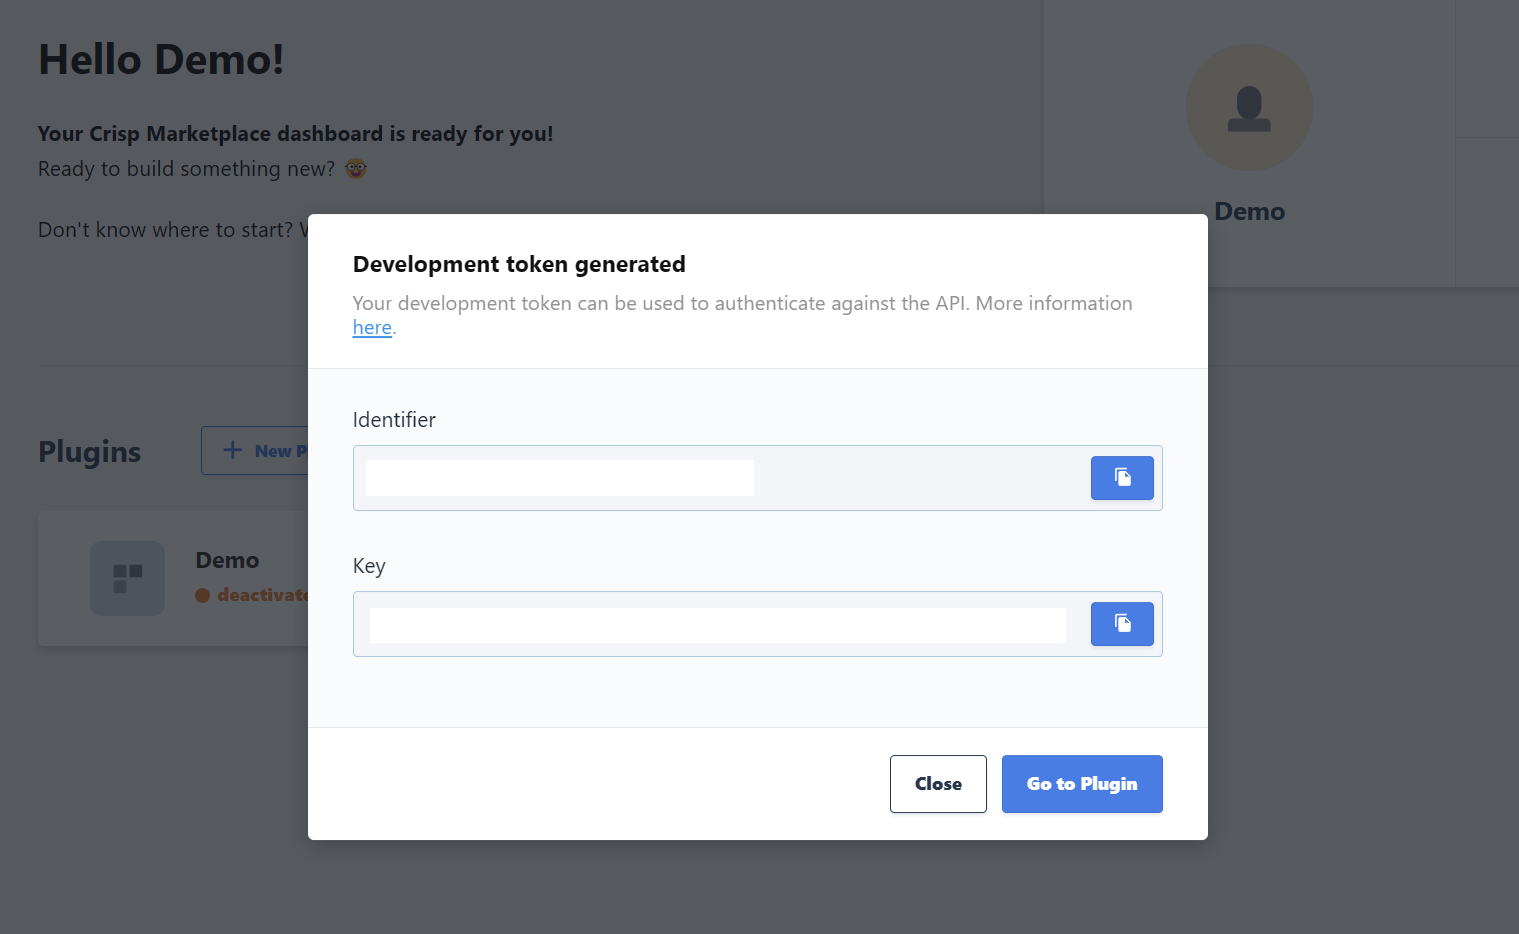 Hello Demo!
Your Crisp Marketplace dashboard is ready for you!
Ready to build something new?
Don't know where to start?
Demo
Development token generated
Your development token can be used to authenticate against the API. More information
here.
Identifier
Key
Plugins
New
Demo
deactivate
Close
Go to Plugin